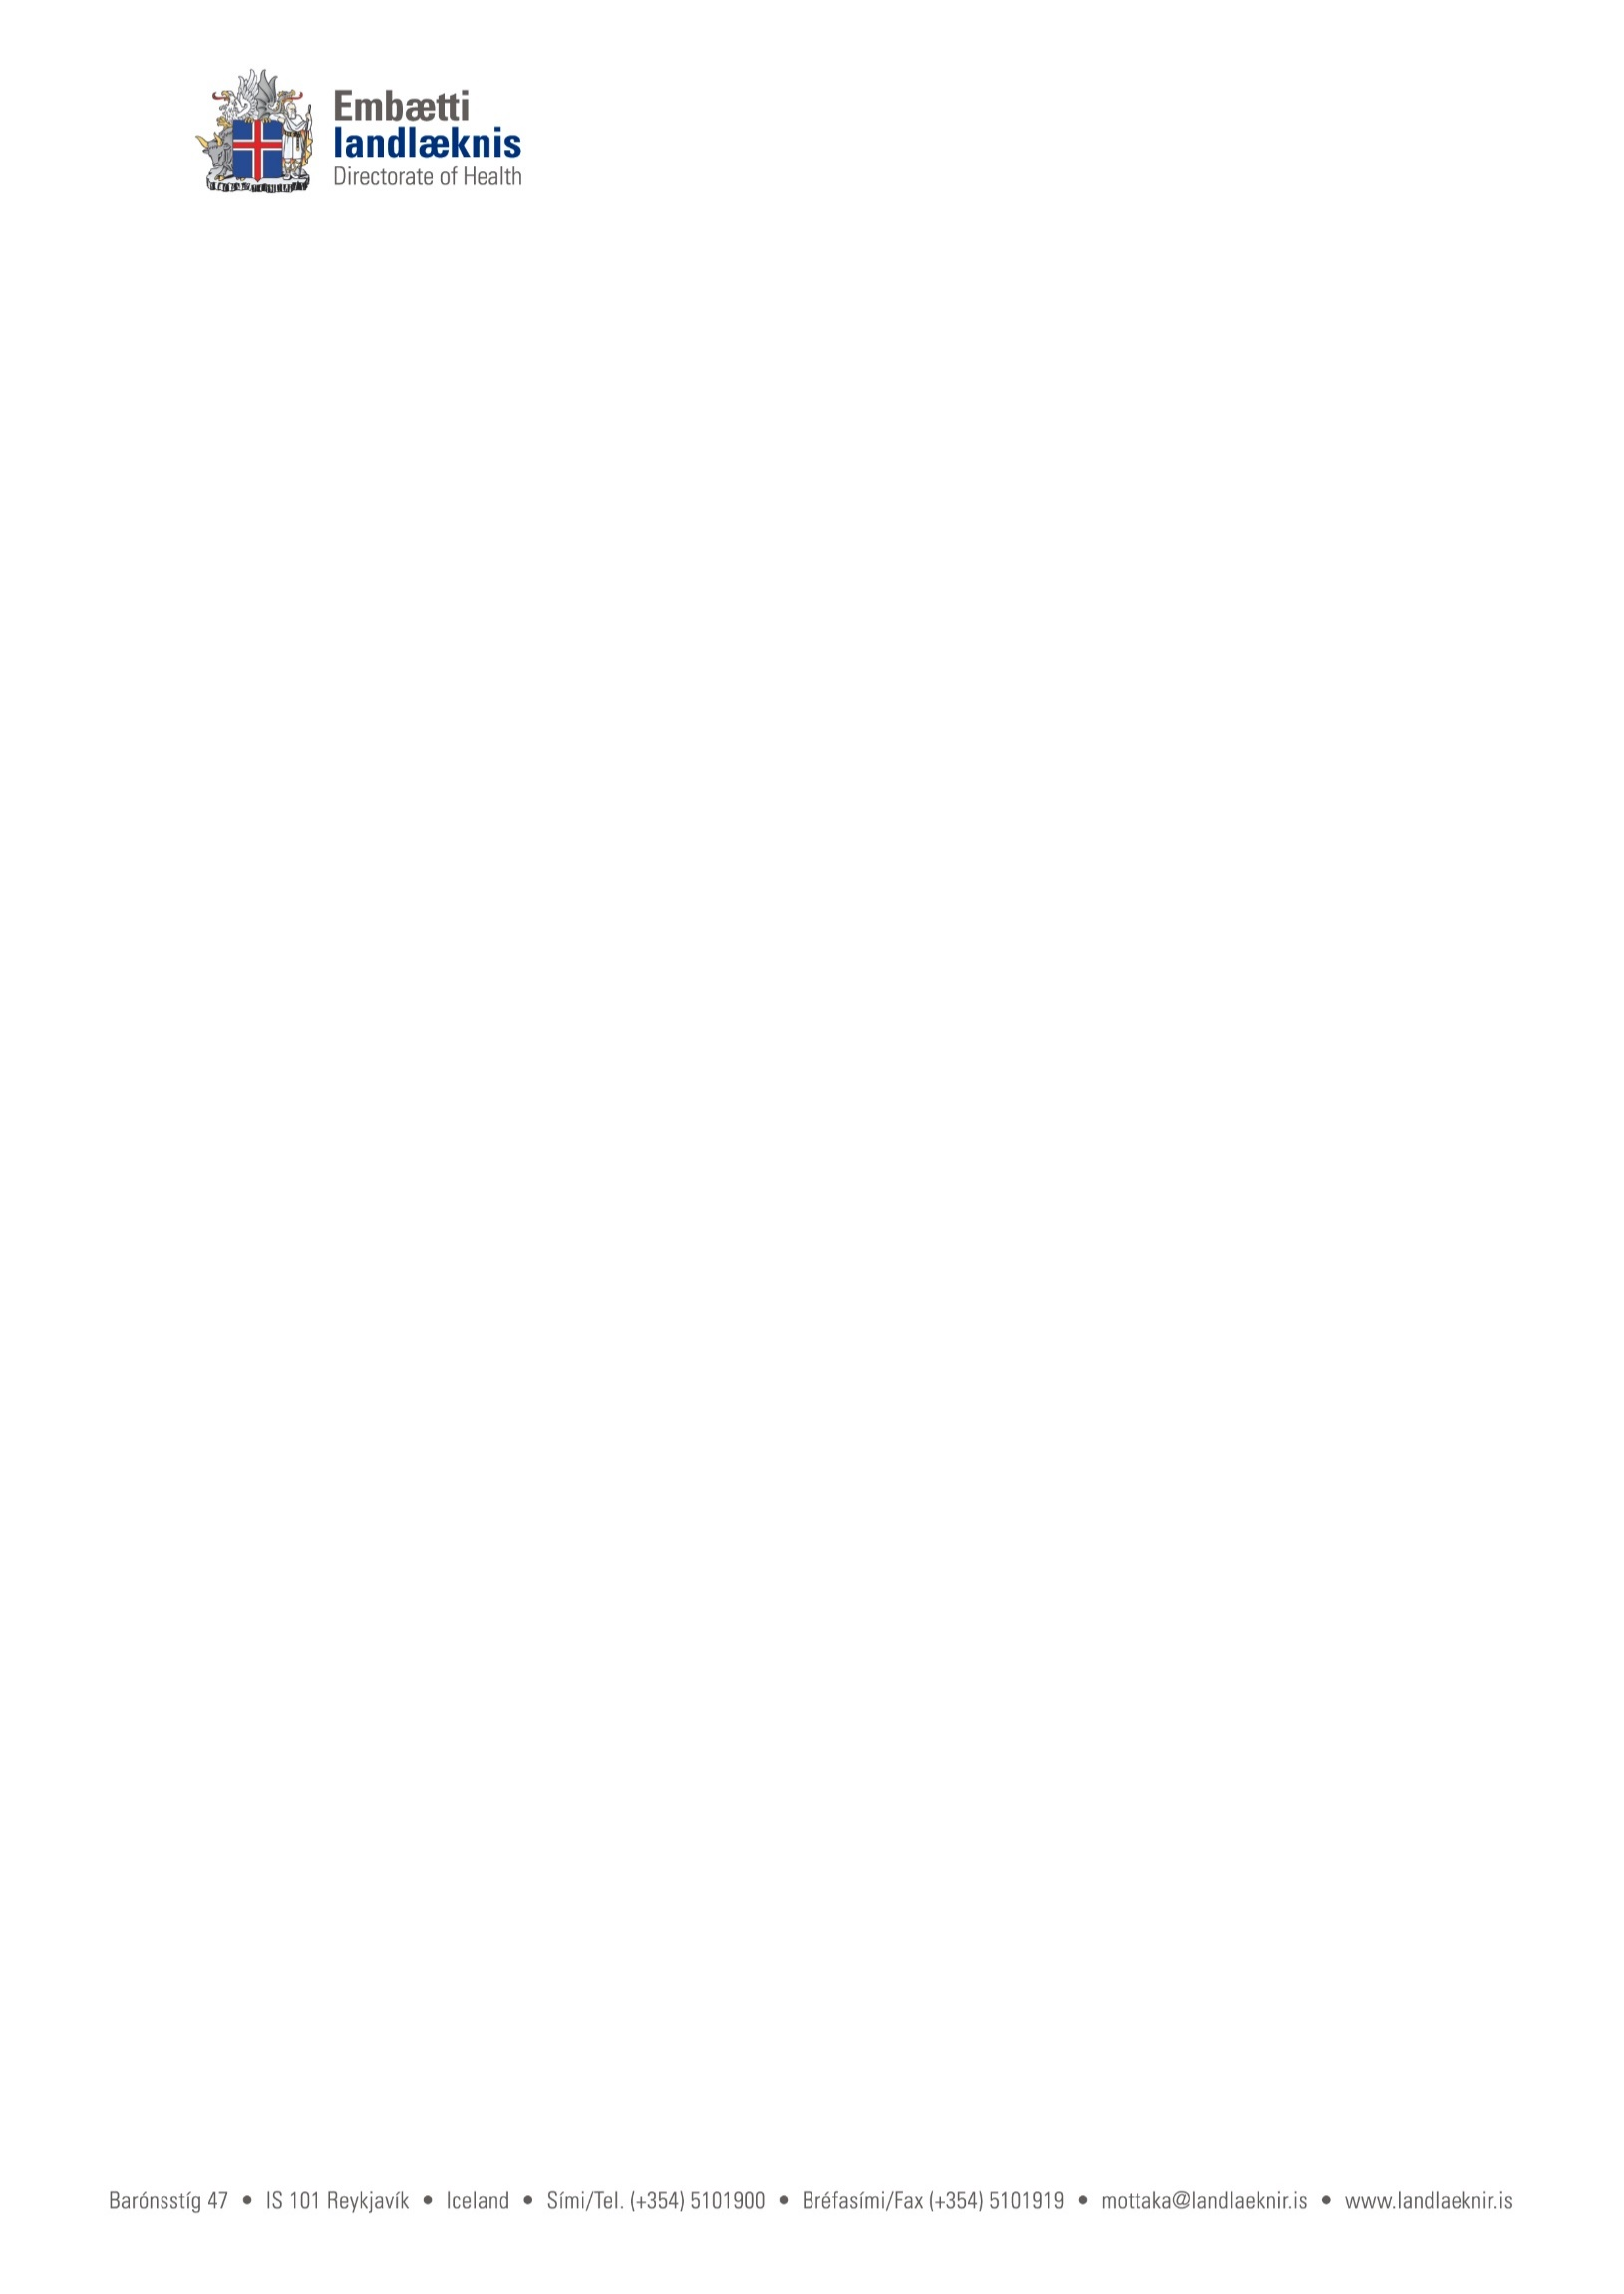 Embætti
landlæknis
Directorate of Health
Barónsstíg 47 • IS 101 Reykjavík • Iceland • Sími/Tel. (+354) 5101900 • Bréfasími/Fax (+354) 5101919 • mottaka@landlaeknir.is • www.landlaeknir.is